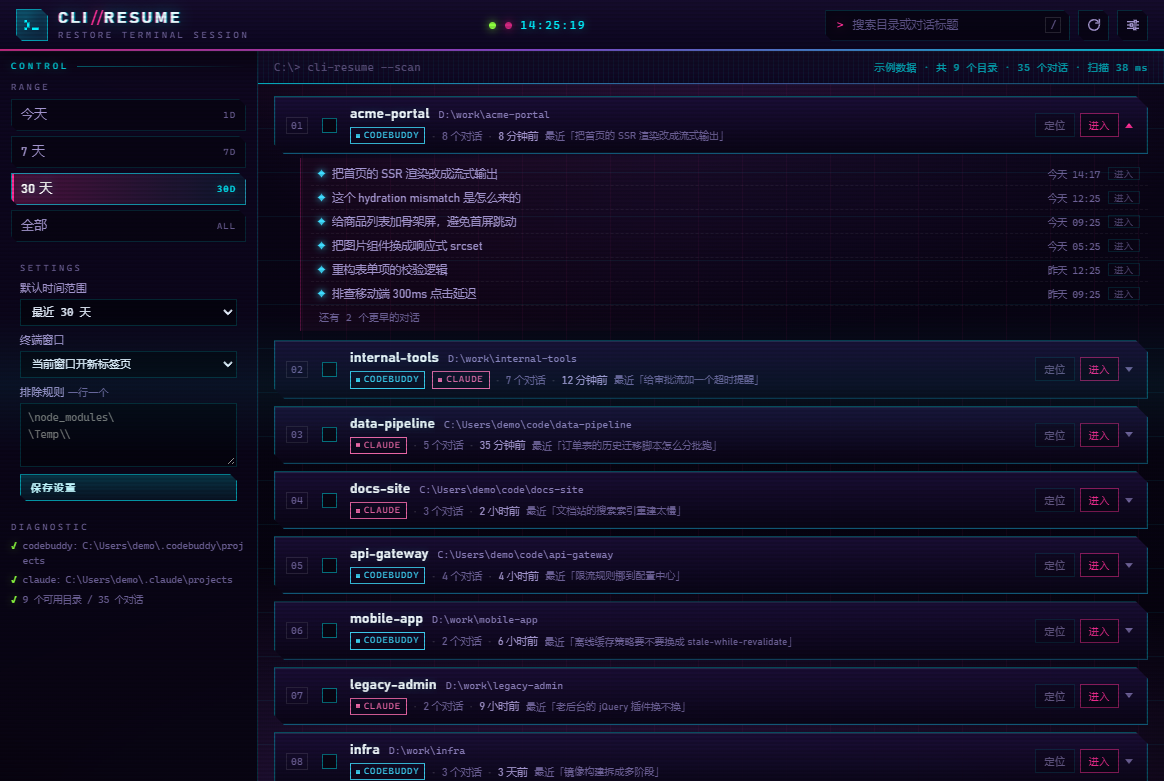 CLI//RESUME
RESTORE TERMINAL SESSION
14:25:19
> 搜索目录或对话标题 /
CONTROL
RANGE
今天 1D
7 天 7D
30 天 30D
全部 ALL
SETTINGS
默认时间范围
最近 30 天
终端窗口
当前窗口开新标签页
排除规则 一行一个
\node_modules\
\Temp\\
保存设置
DIAGNOSTIC
✓ codebuddy: C:\Users\demo\.codebuddy\proj
ects
✓ claude: C:\Users\demo\.claude\projects
✓ 9 个可用目录 / 35 个对话
C:\> cli-resume --scan
示例数据 · 共 9 个目录 · 35 个对话 · 扫描 38 ms
01 acme-portal D:\work\acme-portal 定位 进入
CODEBUDDY · 8 个对话 · 8 分钟前 最近「把首页的 SSR 渲染改成流式输出」
把首页的 SSR 渲染改成流式输出 今天 14:17 进入
这个 hydration mismatch 是怎么来的 今天 12:25 进入
给商品列表加骨架屏，避免首屏跳动 今天 09:25 进入
把图片组件换成响应式 srcset 今天 05:25 进入
重构表单项的校验逻辑 昨天 12:25 进入
排查移动端 300ms 点击延迟 昨天 09:25 进入
还有 2 个更早的对话
02 internal-tools D:\work\internal-tools 定位 进入
CODEBUDDY CLAUDE · 7 个对话 · 12 分钟前 最近「给审批流加一个超时提醒」
03 data-pipeline C:\Users\demo\code\data-pipeline 定位 进入
CLAUDE · 5 个对话 · 35 分钟前 最近「订单表的历史迁移脚本怎么分批跑」
04 docs-site C:\Users\demo\code\docs-site 定位 进入
CLAUDE · 3 个对话 · 2 小时前 最近「文档站的搜索索引重建太慢」
05 api-gateway C:\Users\demo\code\api-gateway 定位 进入
CODEBUDDY · 4 个对话 · 4 小时前 最近「限流规则挪到配置中心」
06 mobile-app D:\work\mobile-app 定位 进入
CODEBUDDY · 2 个对话 · 6 小时前 最近「离线缓存策略要不要换成 stale-while-revalidate」
07 legacy-admin D:\work\legacy-admin 定位 进入
CLAUDE · 2 个对话 · 9 小时前 最近「老后台的 jQuery 插件换不换」
08 infra D:\work\infra 定位 进入
CODEBUDDY · 3 个对话 · 3 天前 最近「镜像构建拆成多阶段」